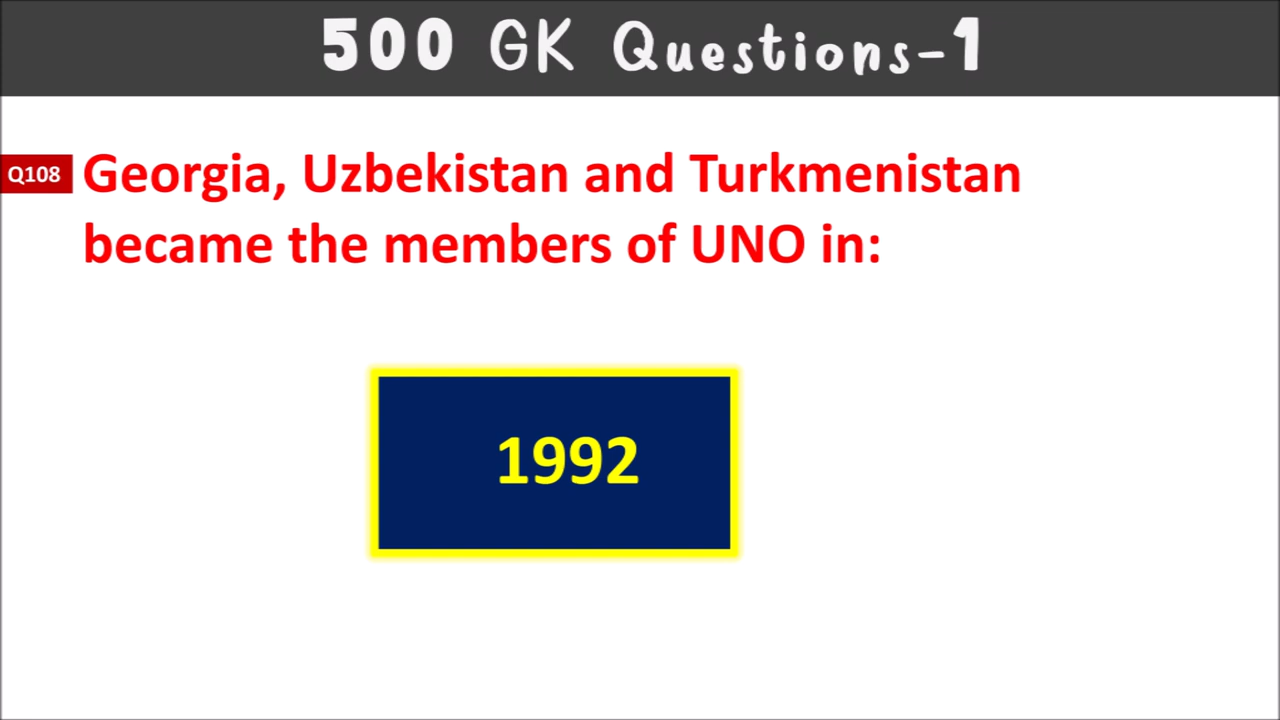 500 GK Questions-1
Q108 Georgia, Uzbekistan and Turkmenistan
became the members of UNO in:
1992